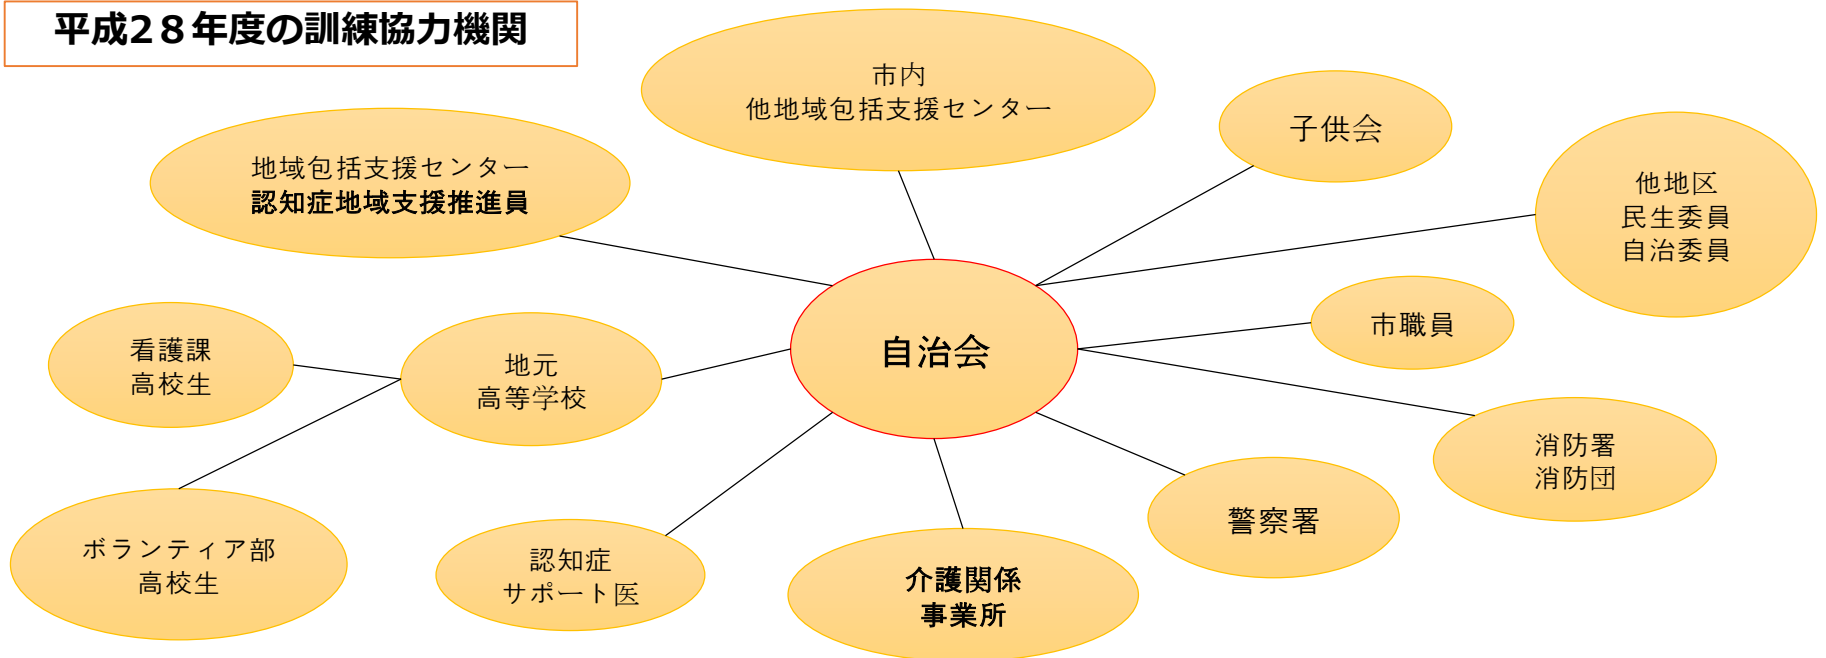 平成2８年度の訓練協力機関
市内
他地域包括支援センター
子供会
地域包括支援センター
認知症地域支援推進員
他地区
民生委員
自治委員
市職員
自治会
看護課
高校生
地元
高等学校
消防署
消防団
警察署
ボランティア部
高校生
認知症
サポート医
介護関係
事業所